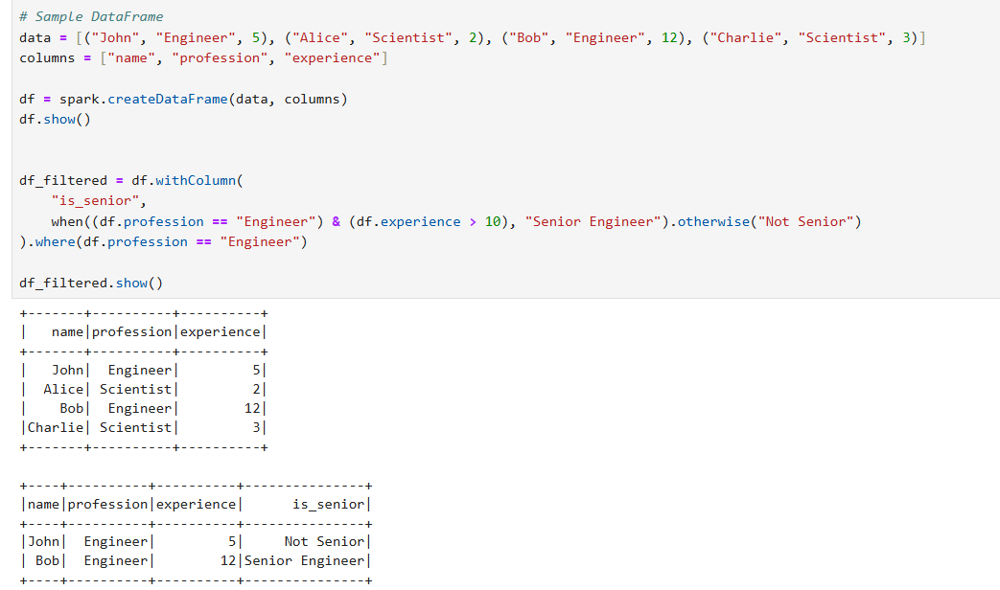 # Sample DataFrame
data = [("John", "Engineer", 5), ("Alice", "Scientist", 2), ("Bob", "Engineer", 12), ("Charlie", "Scientist", 3)]
columns = ["name", "profession", "experience"]

df = spark.createDataFrame(data, columns)
df.show()


df_filtered = df.withColumn(
    "is_senior",
    when((df.profession == "Engineer") & (df.experience > 10), "Senior Engineer").otherwise("Not Senior")
).where(df.profession == "Engineer")

df_filtered.show()
+-------+----------+----------+
|   name|profession|experience|
+-------+----------+----------+
|   John|  Engineer|         5|
|  Alice| Scientist|         2|
|    Bob|  Engineer|        12|
|Charlie| Scientist|         3|
+-------+----------+----------+

+----+----------+----------+---------------+
|name|profession|experience|      is_senior|
+----+----------+----------+---------------+
|John|  Engineer|         5|     Not Senior|
| Bob|  Engineer|        12|Senior Engineer|
+----+----------+----------+---------------+